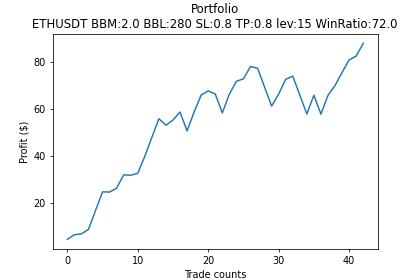 Portfolio
ETHUSDT BBM:2.0 BBL:280 SL:0.8 TP:0.8 lev:15 WinRatio:72.0
80
60
40
20
Profit ($)
0 10 20 30 40
Trade counts